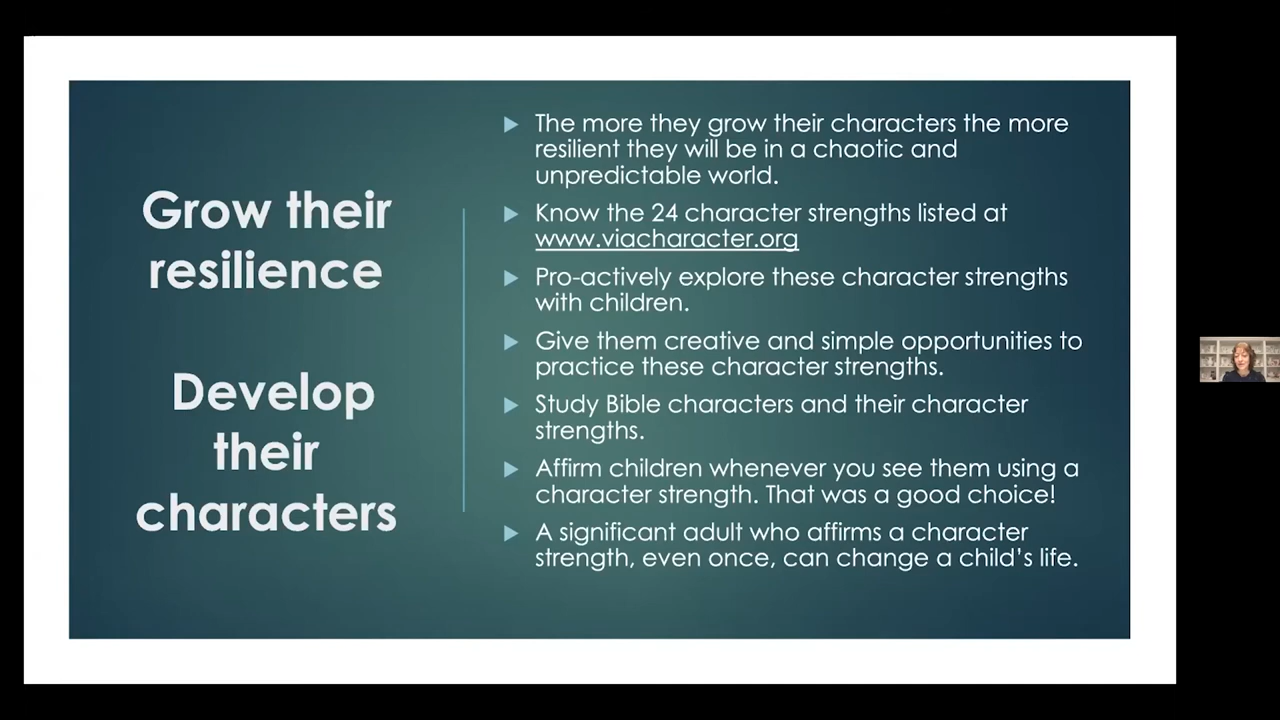 Grow their
resilience
Develop
their
characters
The more they grow their characters the more
resilient they will be in a chaotic and
unpredictable world.
Know the 24 character strengths listed at
www.viacharacter.org
Pro-actively explore these character strengths
with children.
Give them creative and simple opportunities to
practice these character strengths.
Study Bible characters and their character
strengths.
Affirm children whenever you see them using a
character strength. That was a good choice!
A significant adult who affirms a character
strength, even once, can change a child’s life.